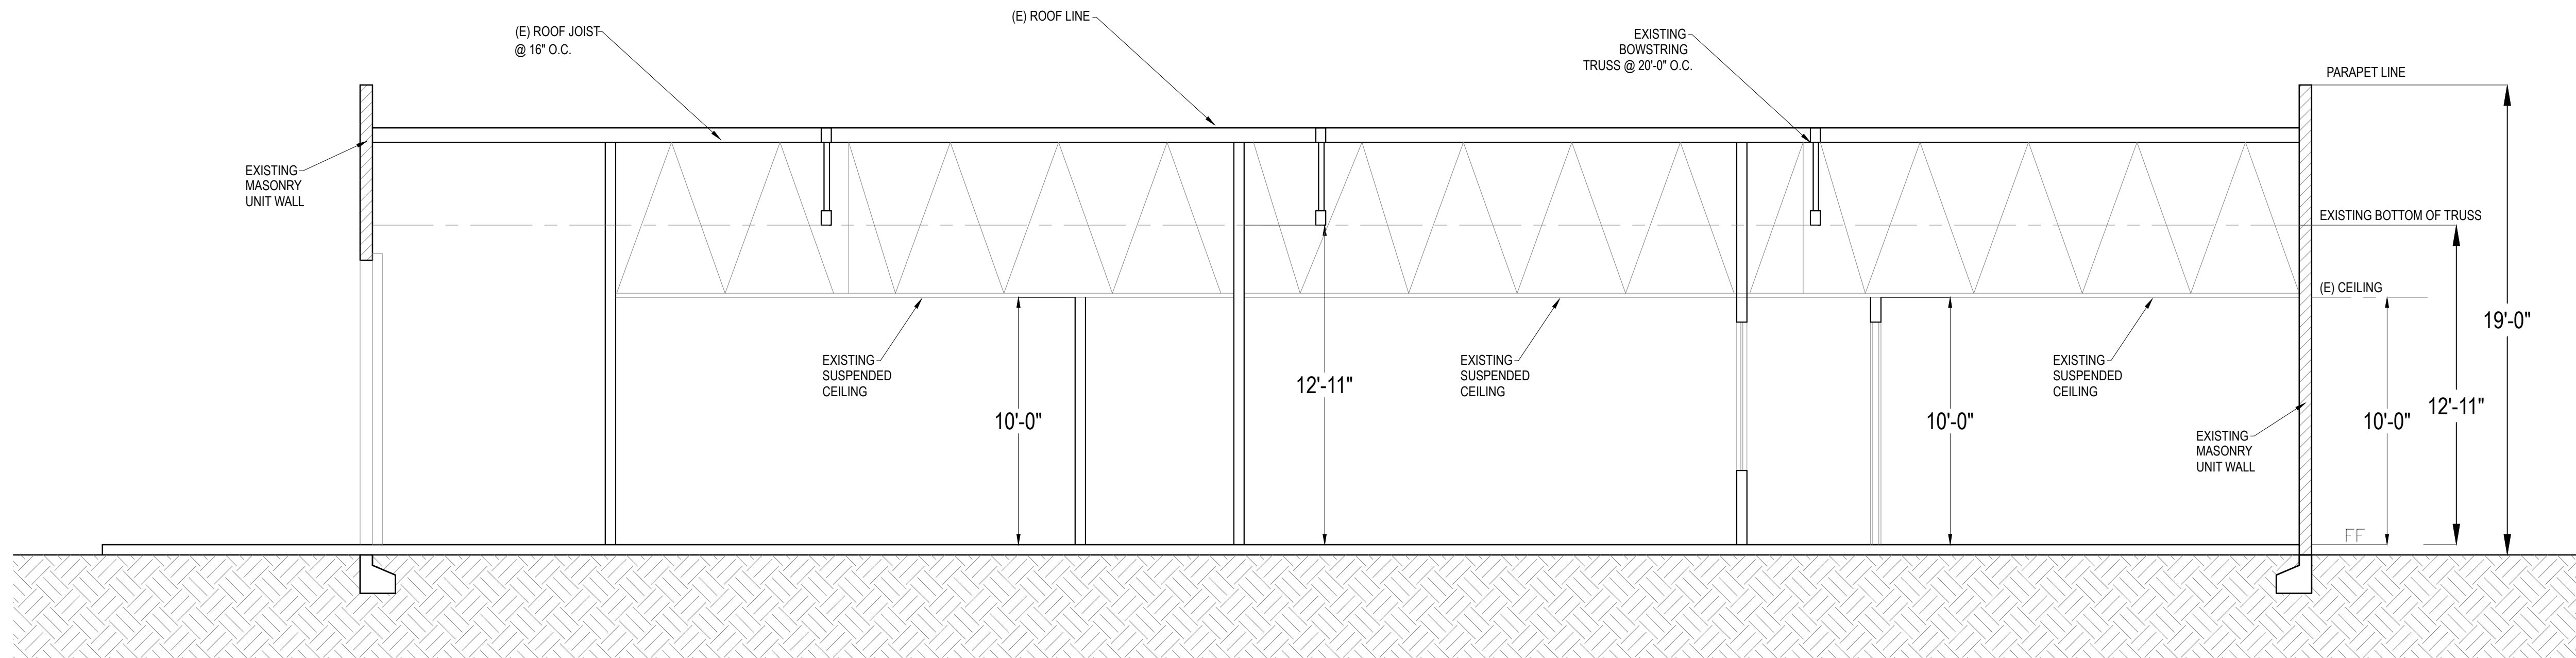 (E) ROOF LINE
(E) ROOF JOIST
@ 16" O.C.
EXISTING
BOWSTRING
TRUSS @ 20'-0" O.C.
PARAPET LINE
EXISTING
MASONRY
UNIT WALL
EXISTING BOTTOM OF TRUSS
(E) CEILING
19'-0"
EXISTING
SUSPENDED
CEILING
EXISTING
SUSPENDED
CEILING
EXISTING
SUSPENDED
CEILING
12'-11"
12'-11"
10'-0"
10'-0"
10'-0"
EXISTING
MASONRY
UNIT WALL
FF